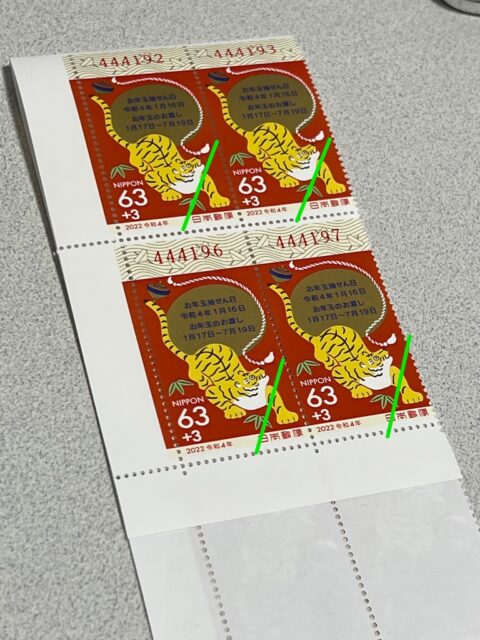 444192
お年玉抽せん日
令和4年1月16日
お年玉のお渡し
1月17日―7月19日
NIPPON
63
+3
2022 令和4年
日本郵便
444193
お年玉抽せん日
令和4年1月16日
お年玉のお渡し
1月17日―7月19日
NIPPON
63
+3
2022 令和4年
日本郵便
444196
お年玉抽せん日
令和4年1月16日
お年玉のお渡し
1月17日―7月19日
NIPPON
63
+3
2022 令和4年
日本郵便
444197
お年玉抽せん日
令和4年1月16日
お年玉のお渡し
1月17日―7月19日
NIPPON
63
+3
2022 令和4年
日本郵便